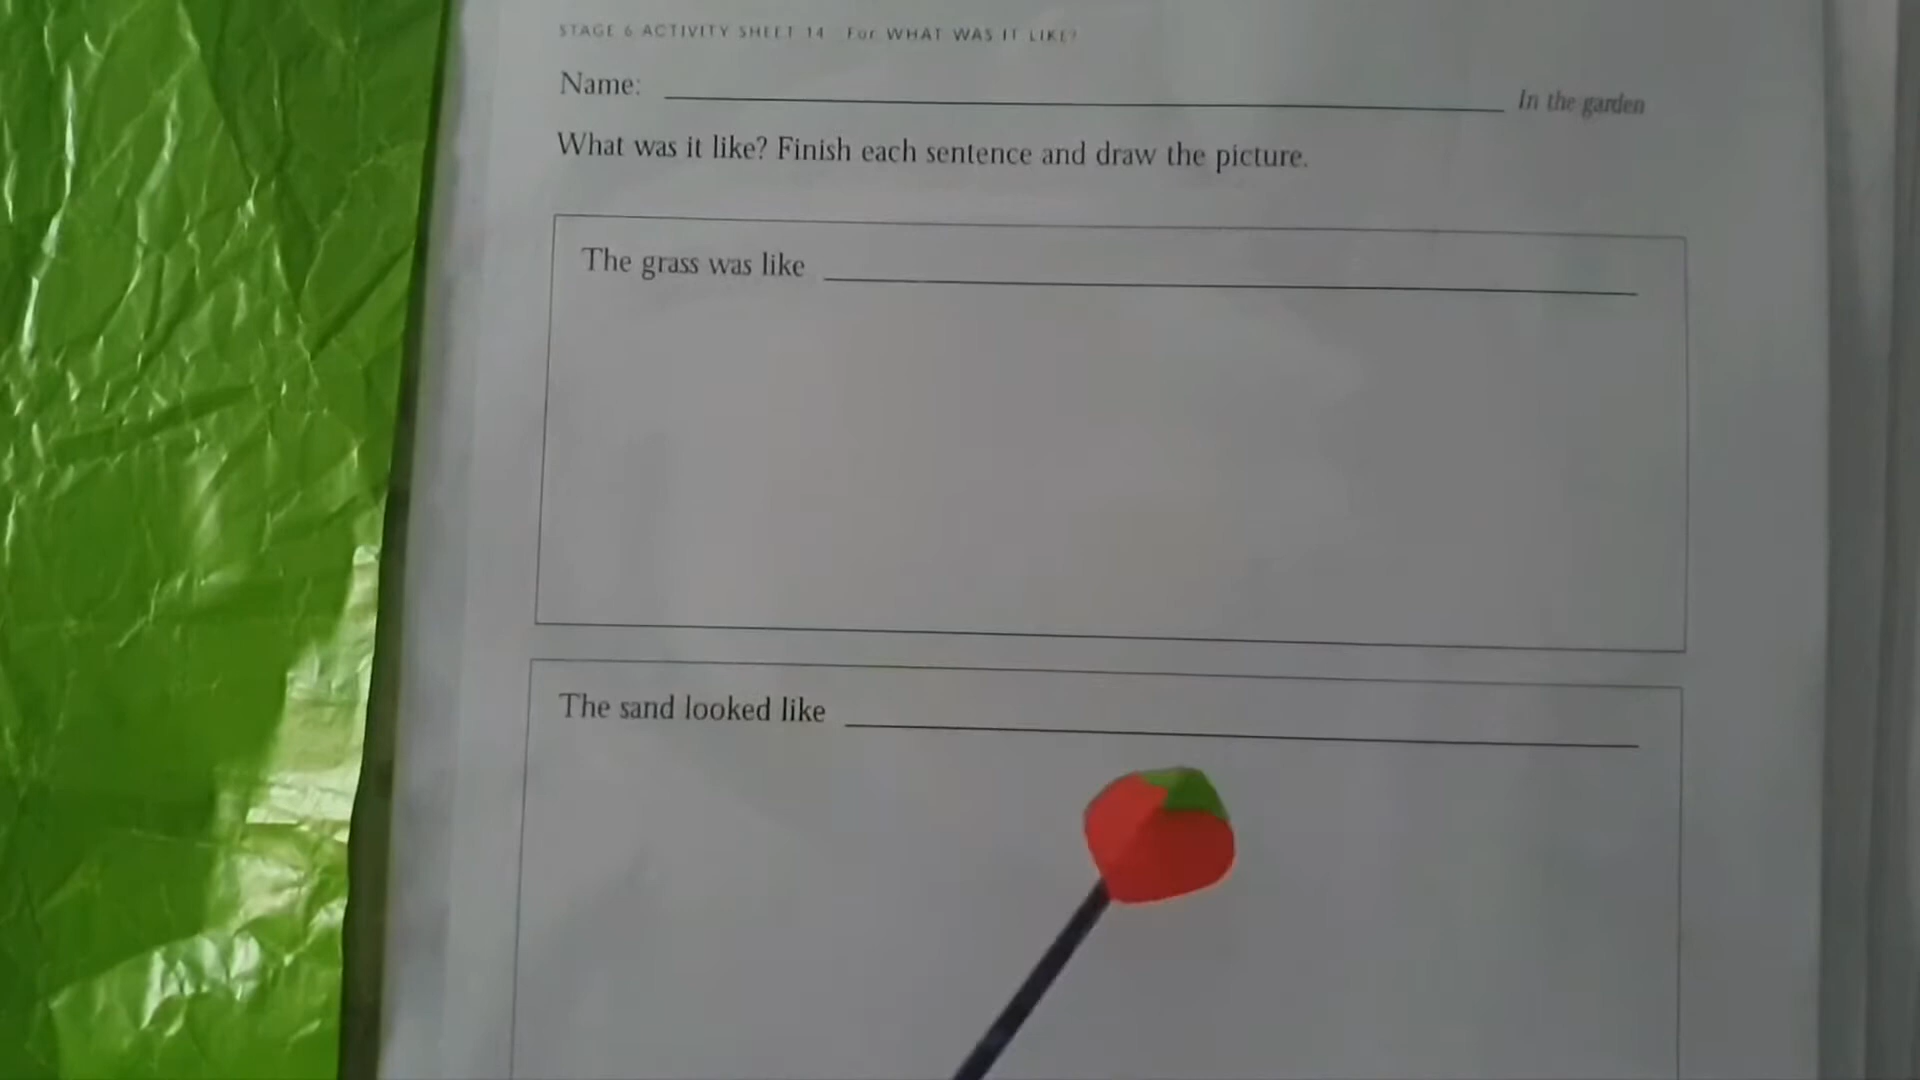 STAGE 6 ACTIVITY SHEET 14 For WHAT WAS IT LIKE?
Name: In the garden
What was it like? Finish each sentence and draw the picture.
The grass was like
The sand looked like